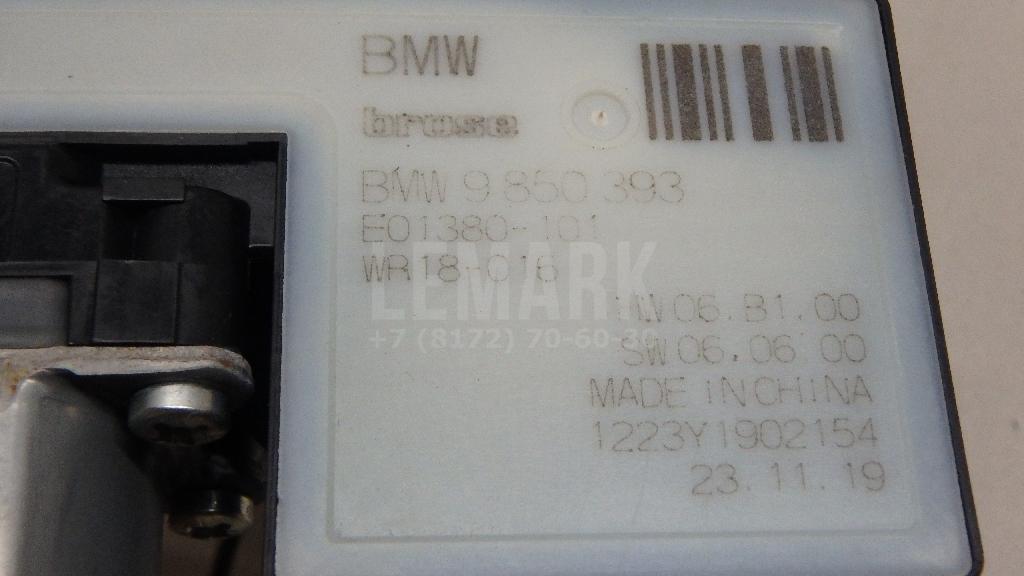 BMW
brose
BMW 9 850 393
E01380-101
WR18-C16
LEMARK
HW 06.B1.00
+7 (8172) 70-60-30
SW 06.06 00
MADE IN CHINA
1223Y1902154
23.11.19